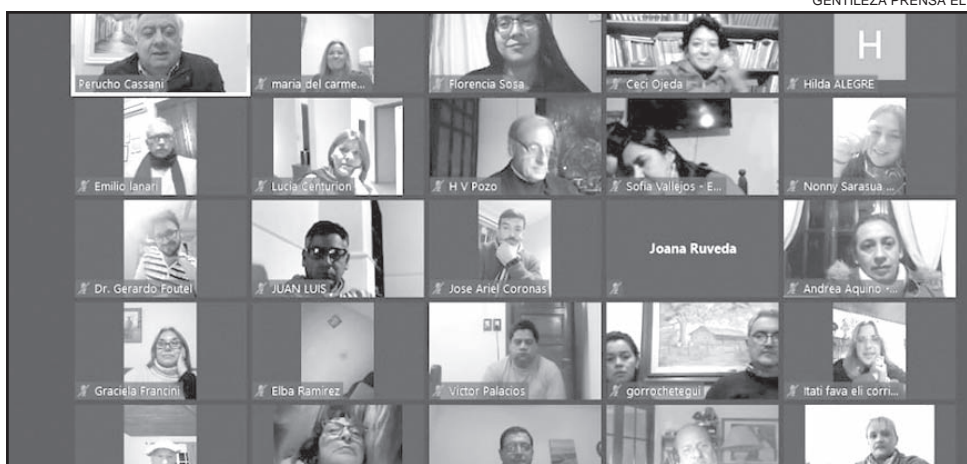 GENTILEZA PRENSA EL
Perucho Cassani
maria del carme...
Florencia Sosa
Ceci Ojeda
H
Hilda ALEGRE
Emilio lanari
Lucia Centurion
H V Pozo
Sofia Vallejos - E...
Nonny Sarasua ...
Dr. Gerardo Foutel
JUAN LUIS
Jose Ariel Coronas
Joana Ruveda
Andrea Aquino -...
Graciela Francini
Elba Ramirez
Victor Palacios
gorrochetegui
Itati fava eli corri...